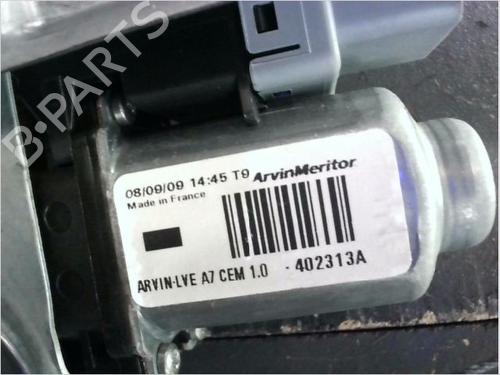 B-PARTS
08/09/09 14:45 T9 ArvinMeritor
Made in France
ARVIN-LVE A7 CEM 1.0 - 402313A